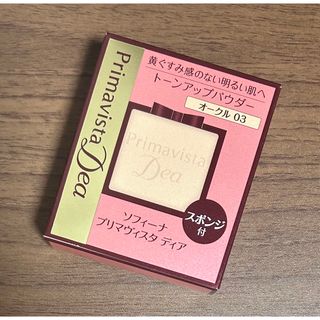 黄ぐすみ感のない明るい肌へ
トーンアップパウダー
オークル 03
Primavista Dea
Primavista
Dea
スポンジ
付
ソフィーナ
プリマヴィスタ ディア